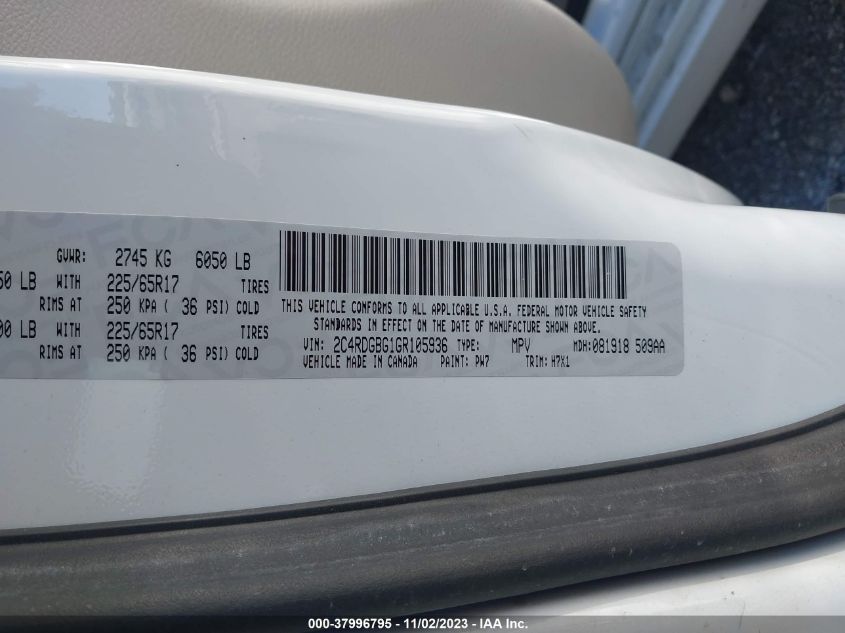 GVWR: 2745 KG 6050 LB
50 LB WITH 225/65R17 TIRES
RIMS AT 250 KPA ( 36 PSI) COLD
00 LB WITH 225/65R17 TIRES
RIMS AT 250 KPA ( 36 PSI) COLD
THIS VEHICLE CONFORMS TO ALL APPLICABLE U.S.A. FEDERAL MOTOR VEHICLE SAFETY
STANDARDS IN EFFECT ON THE DATE OF MANUFACTURE SHOWN ABOVE.
VIN: 2C4RDGBG1GR105936 TYPE: MPV MDH:081918 509AA
VEHICLE MADE IN CANADA PAINT: PW7 TRIM: H7X1
000-37996795 - 11/02/2023 - IAA Inc.